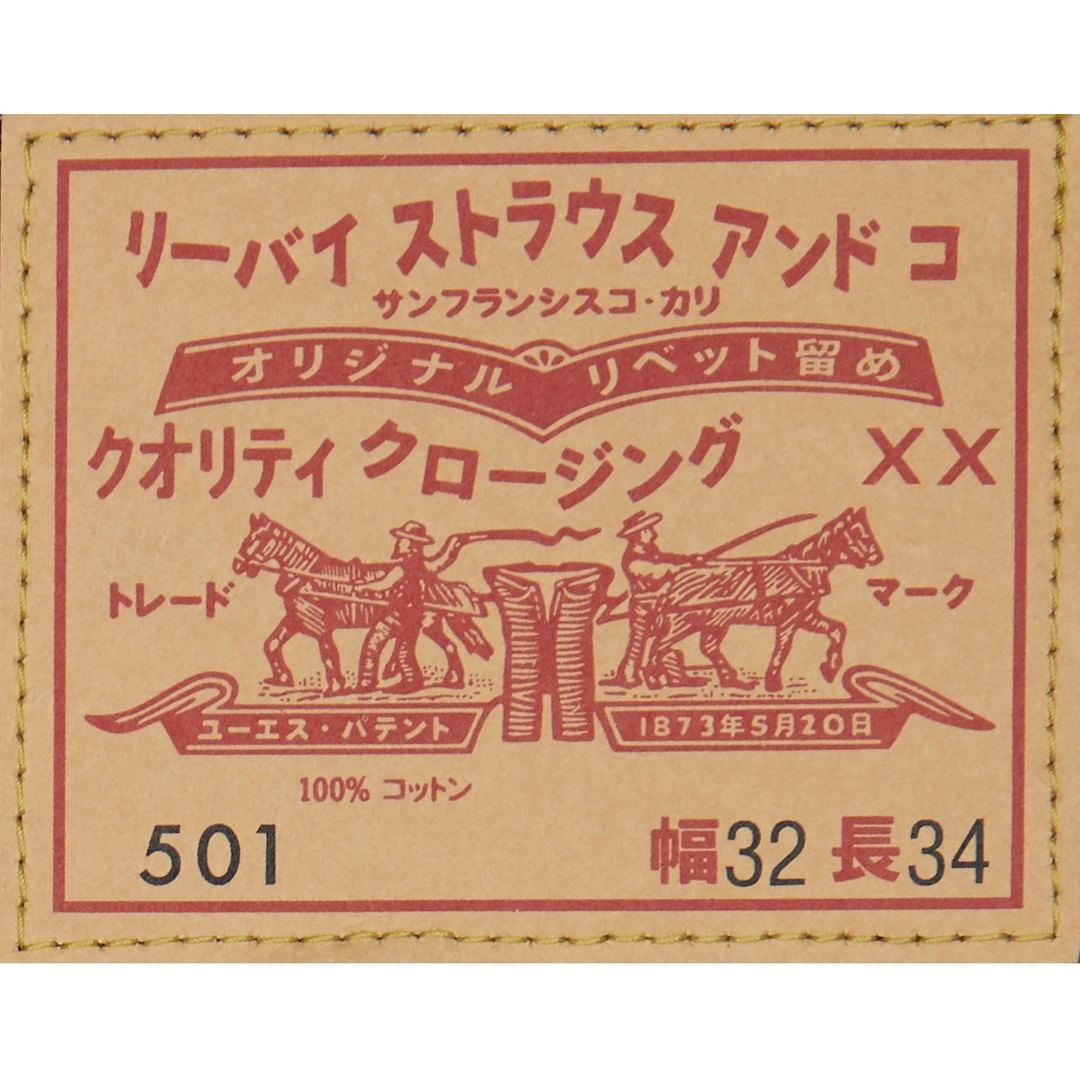 リーバイ ストラウス アンド コ
サンフランシスコ・カリ
オリジナル リベット留め
クオリティ クロージング XX
トレード マーク
ユーエス・パテント 1873年5月20日
100% コットン
501 幅32 長34